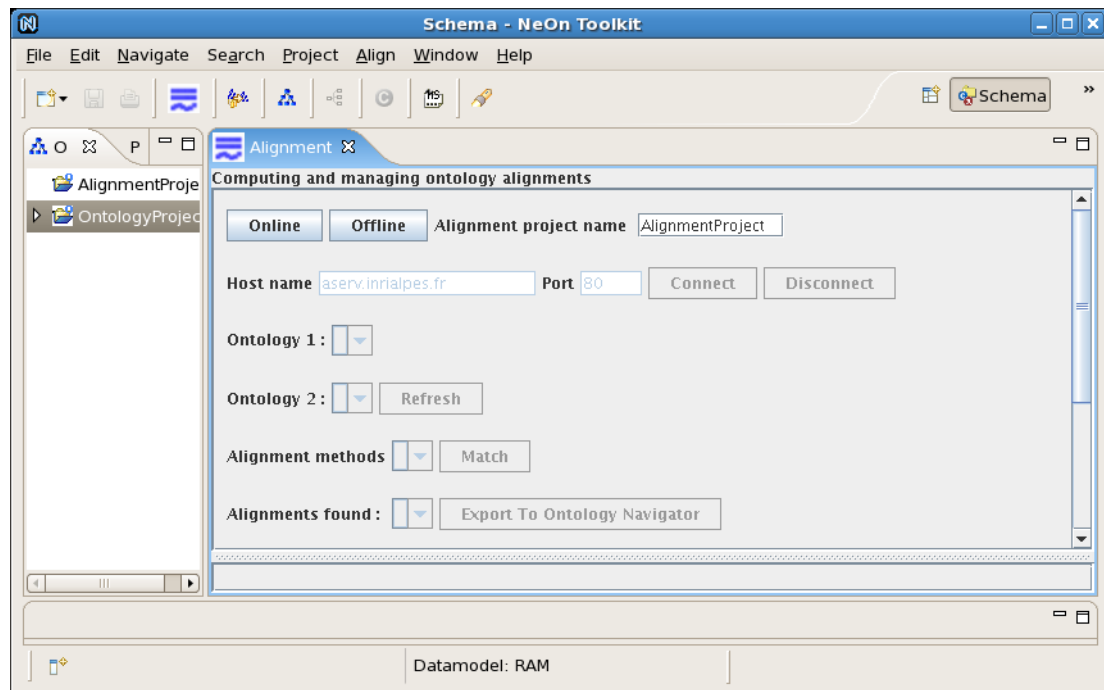 Schema - NeOn Toolkit
File Edit Navigate Search Project Align Window Help
Schema »
O P
Alignment
AlignmentProje
OntologyProjec
Computing and managing ontology alignments
Online Offline Alignment project name AlignmentProject
Host name aserv.inrialpes.fr Port 80 Connect Disconnect
Ontology 1 :
Ontology 2 : Refresh
Alignment methods Match
Alignments found : Export To Ontology Navigator
Datamodel: RAM